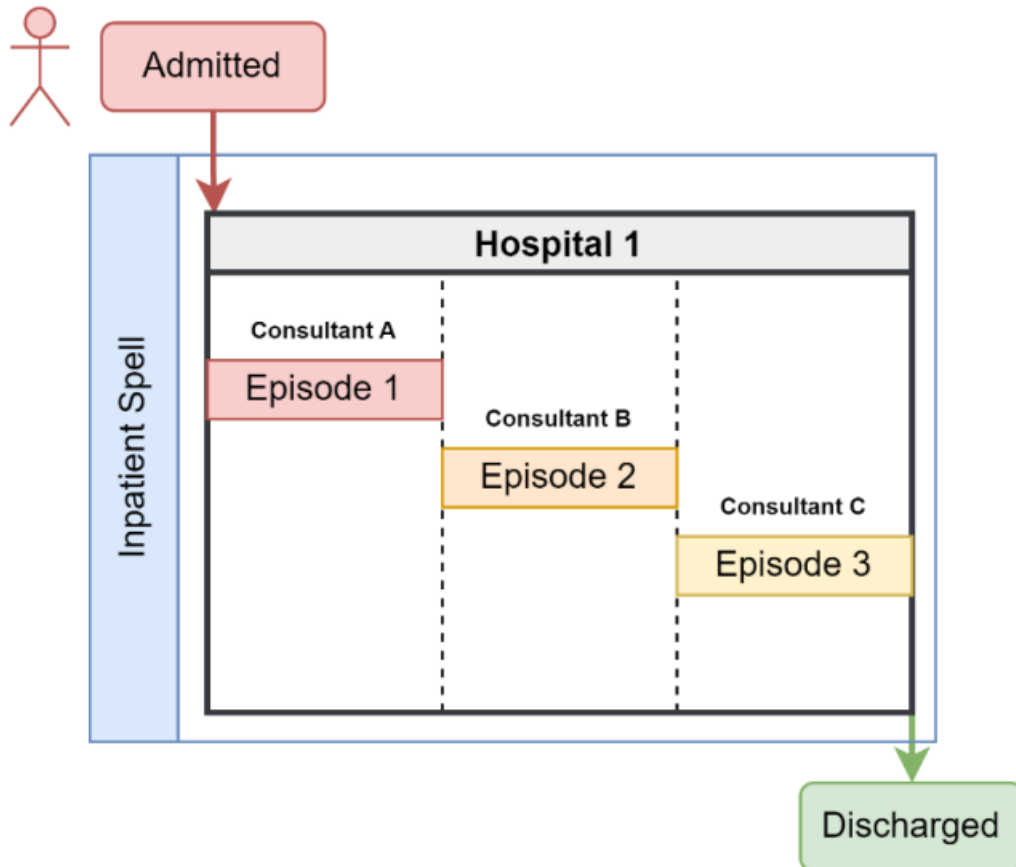 Admitted
Hospital 1
Inpatient Spell
Consultant A
Episode 1
Consultant B
Episode 2
Consultant C
Episode 3
Discharged